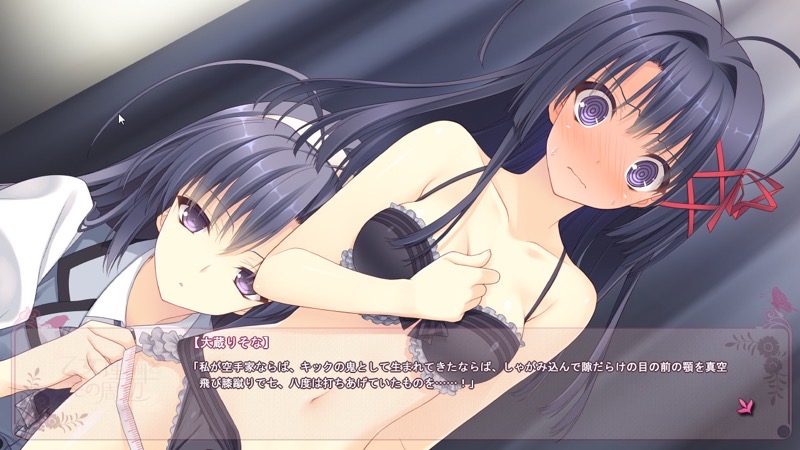 【大蔵りそな】
「私が空手家ならば、キックの鬼として生まれてきたならば、しゃがみ込んで隙だらけの目の前の顎を真空
飛び膝蹴りで七、八度は打ちあげていたものを……！」